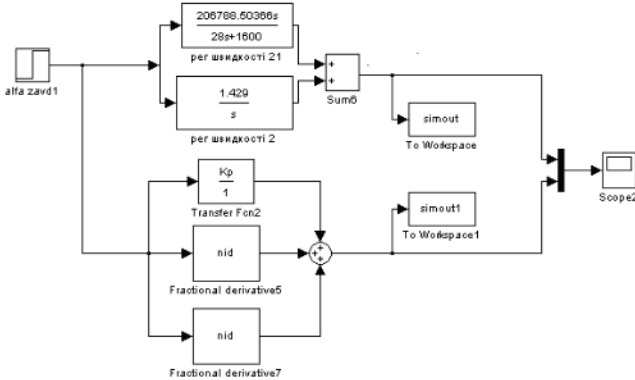 206788.50366s
28s+1600
рег швидкості 21
alfa zavd1
1.429
s
рег швидкості 2
+
+
Sum6
simout
To Workspace
Scope2
Kp
1
Transfer Fcn2
simout1
To Workspace1
nid
Fractional derivative5
+
+
+
nid
Fractional derivative7